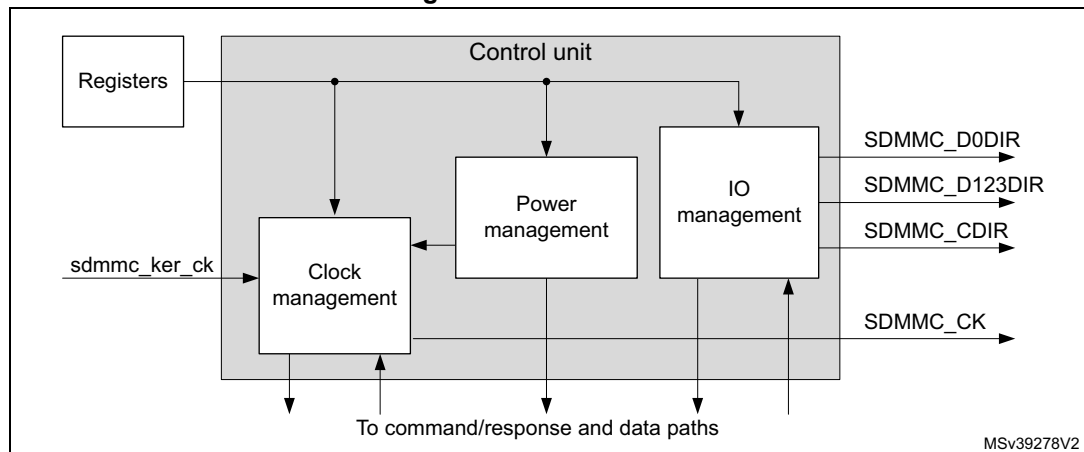 Control unit
Registers
SDMMC_D0DIR
SDMMC_D123DIR
IO
management
Power
management
SDMMC_CDIR
sdmmc_ker_ck
Clock
management
SDMMC_CK
To command/response and data paths
MSv39278V2